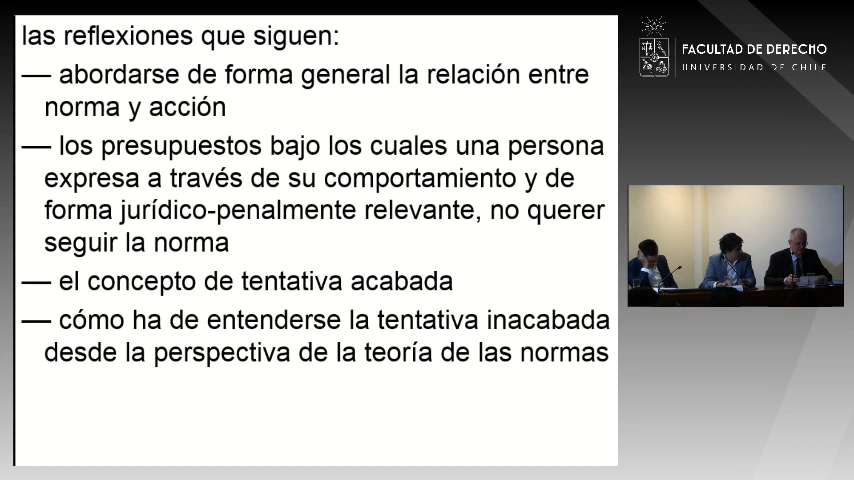 las reflexiones que siguen:
— abordarse de forma general la relación entre
norma y acción
— los presupuestos bajo los cuales una persona
expresa a través de su comportamiento y de
forma jurídico-penalmente relevante, no querer
seguir la norma
— el concepto de tentativa acabada
— cómo ha de entenderse la tentativa inacabada
desde la perspectiva de la teoría de las normas
FACULTAD DE DERECHO
UNIVERSIDAD DE CHILE